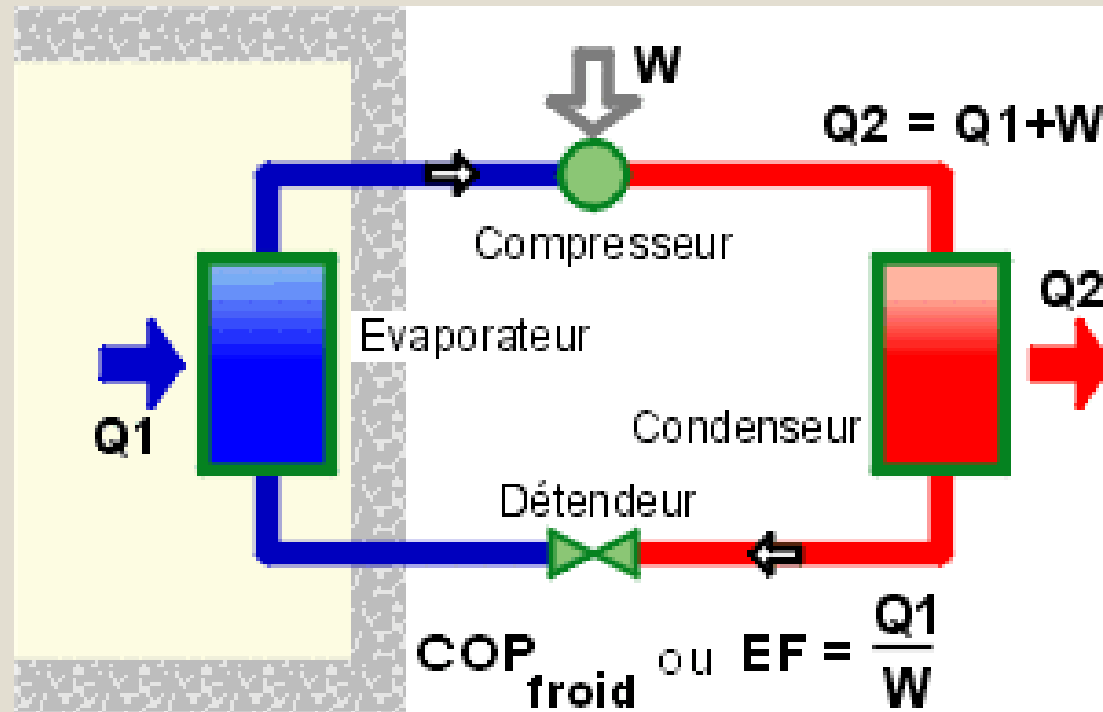 W
Q2 = Q1+W
Compresseur
Q2
Evaporateur
Q1
Condenseur
Détendeur
COP froid ou EF = Q1
W